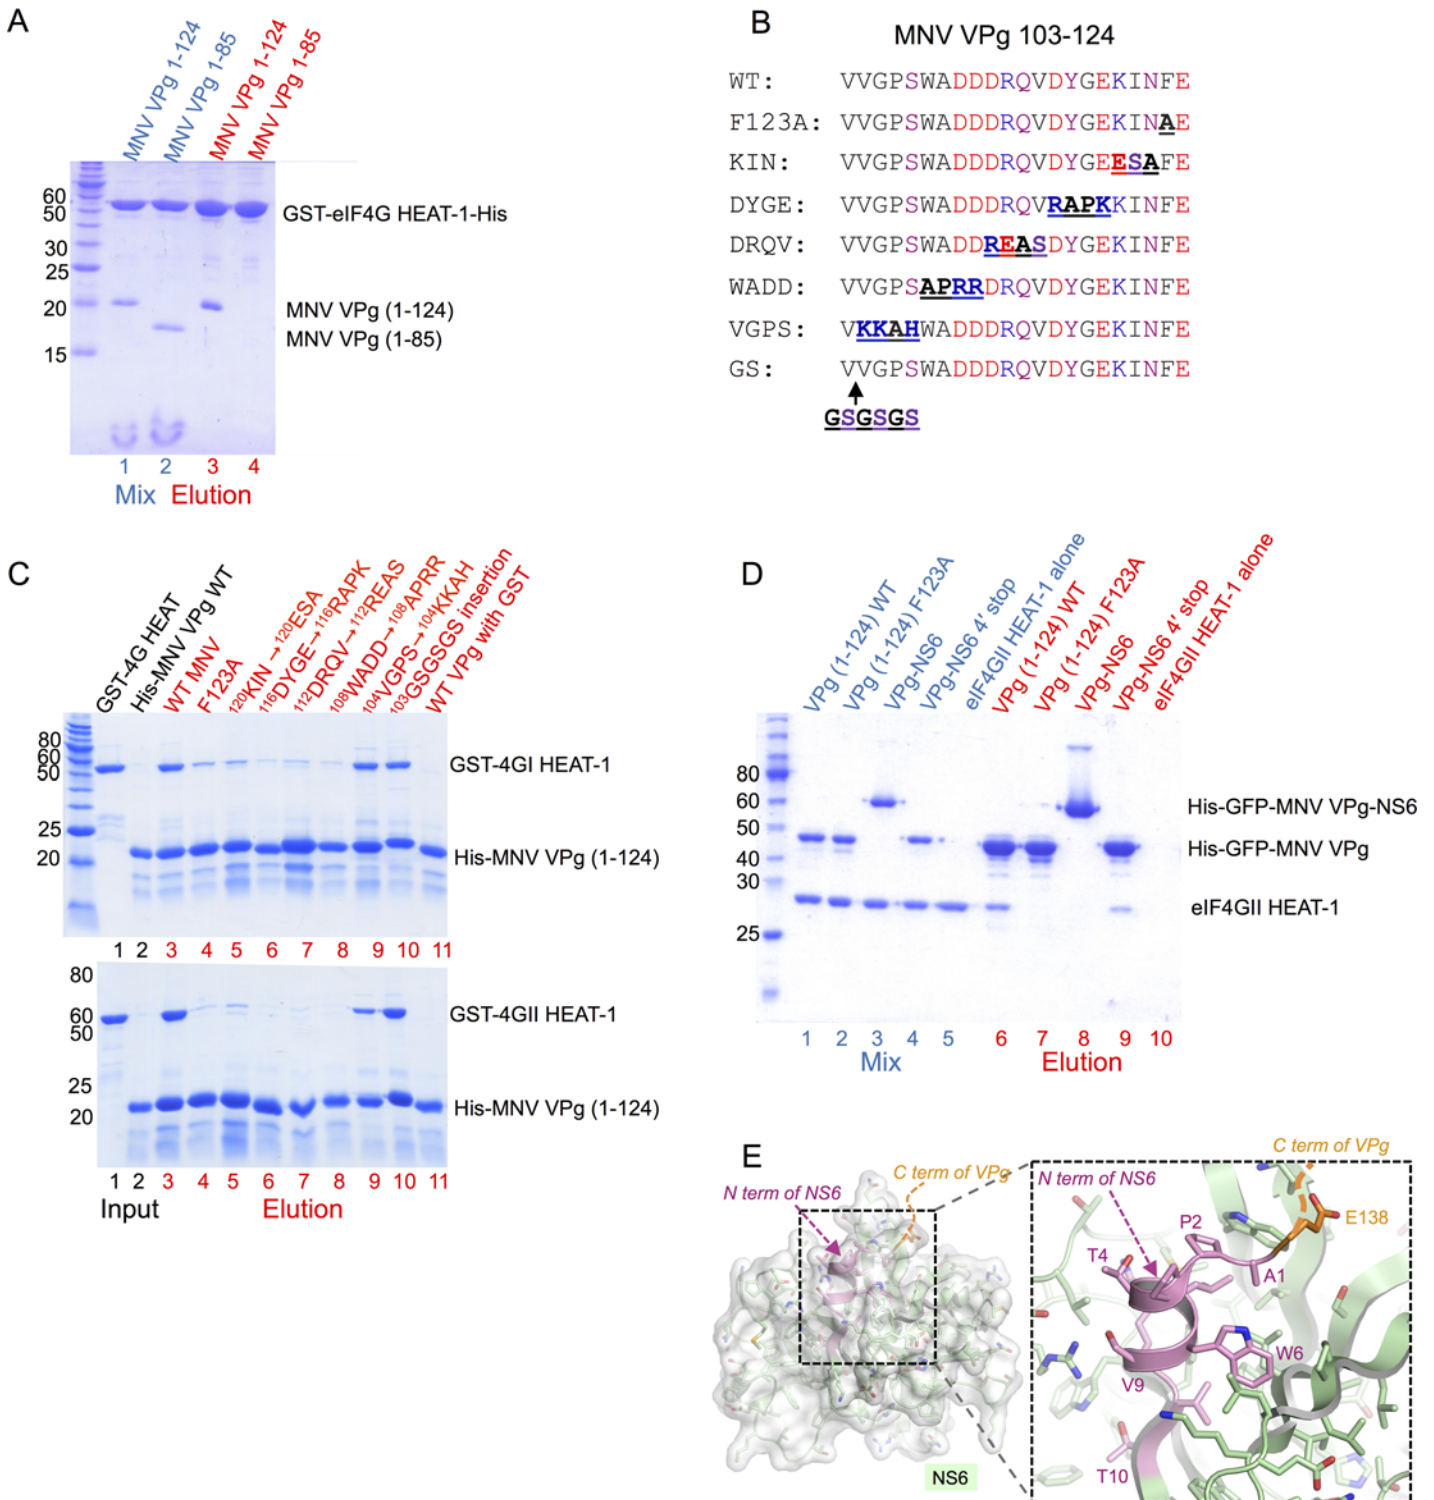 A
MNV VPg 1-124
MNV VPg 1-85
MNV VPg 1-124
MNV VPg 1-85
60
50
30
25
20
15
GST-eIF4G HEAT-1-His
MNV VPg (1-124)
MNV VPg (1-85)
1 2 3 4
Mix Elution
B
MNV VPg 103-124
WT: VVGPSWADDDRQVDYGEKINFE
F123A: VVGPSWADDDRQVDYGEKINAE
KIN: VVGPSWADDDRQVDYGEESAFE
DYGE: VVGPSWADDDRQVRAPKKINFE
DRQV: VVGPSWADDREASDYGEKINFE
WADD: VVGPSAPRRDRQVDYGEKINFE
VGPS: VKKAHWADDDRQVDYGEKINFE
GS: VVGPSWADDDRQVDYGEKINFE
GSGSGS
C
GST-4G HEAT
His-MNV VPg WT
WT MNV
F123A
120KIN →120ESA
116DYGE→116RAPK
112DRQV→112REAS
108WADD→108APRR
104VGPS→104KKAH
103GSGSGS insertion
WT VPg with GST
80
60
50
25
20
GST-4GI HEAT-1
His-MNV VPg (1-124)
1 2 3 4 5 6 7 8 9 10 11
80
60
50
25
20
GST-4GII HEAT-1
His-MNV VPg (1-124)
1 2 3 4 5 6 7 8 9 10 11
Input Elution
D
VPg (1-124) WT
VPg (1-124) F123A
VPg-NS6
VPg-NS6 4' stop
eIF4GII HEAT-1 alone
VPg (1-124) WT
VPg (1-124) F123A
VPg-NS6
VPg-NS6 4' stop
eIF4GII HEAT-1 alone
80
60
50
40
30
25
His-GFP-MNV VPg-NS6
His-GFP-MNV VPg
eIF4GII HEAT-1
1 2 3 4 5 6 7 8 9 10
Mix Elution
E
N term of NS6
C term of VPg
NS6
C term of VPg
N term of NS6
E138
P2
T4
A1
W6
V9
T10